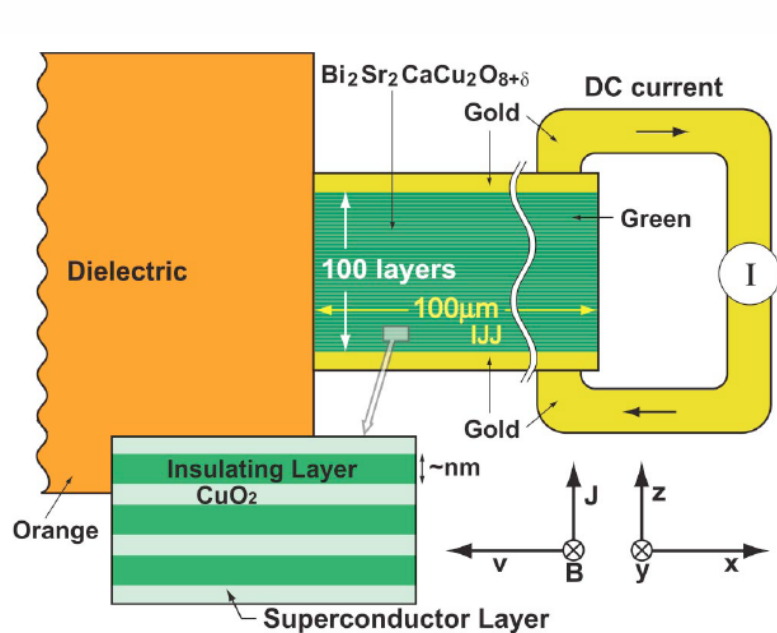 Bi₂Sr₂CaCu₂O₈₊δ
DC current
Gold
Green
Dielectric
100 layers
I
100μm
IJJ
Gold
Insulating Layer
~nm
CuO₂
Orange
J
z
v
B
y
x
Superconductor Layer